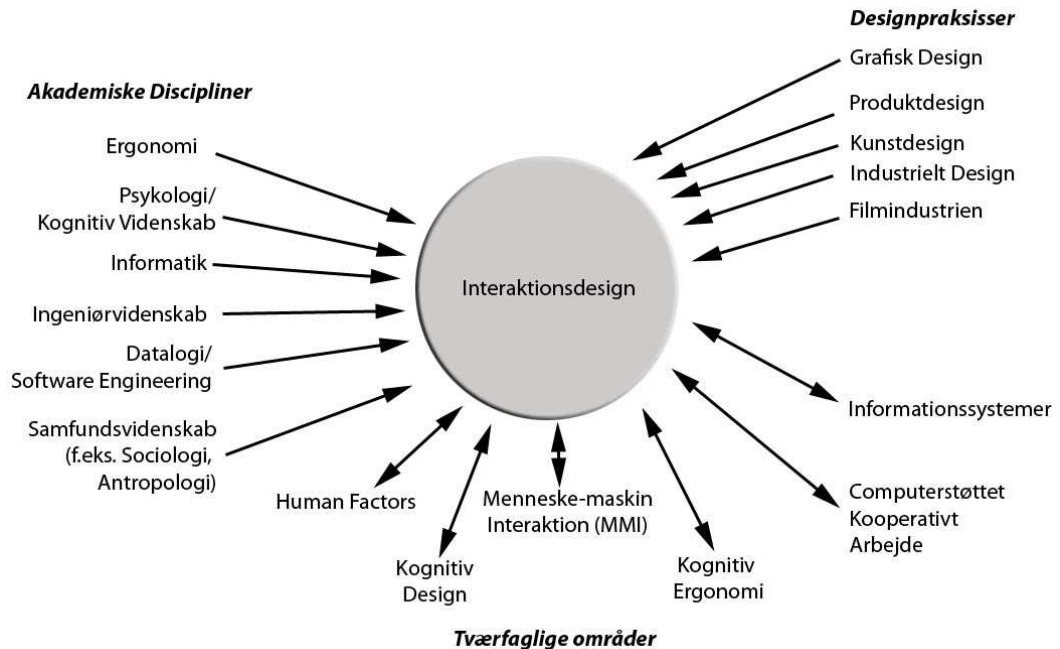 Akademiske Discipliner
Ergonomi
Psykologi/
Kognitiv Videnskab
Informatik
Ingeniørvidenskab
Datalogi/
Software Engineering
Samfundsvidenskab
(f.eks. Sociologi,
Antropologi)
Interaktionsdesign
Designpraksisser
Grafisk Design
Produktdesign
Kunstdesign
Industrielt Design
Filmindustrien
Informationssystemer
Computerstøttet
Kooperativt
Arbejde
Human Factors
Kognitiv
Design
Menneske-maskin
Interaktion (MMI)
Kognitiv
Ergonomi
Tværfaglige områder